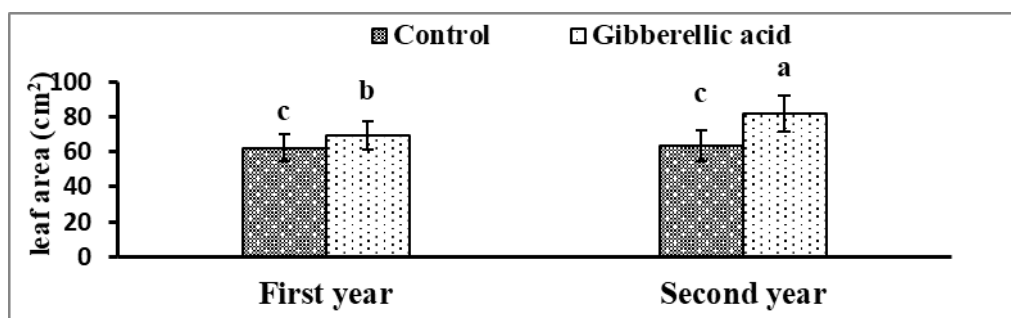 Control Gibberellic acid
leaf area (cm²)
100
80
60
40
20
0
c
b
c
a
First year Second year